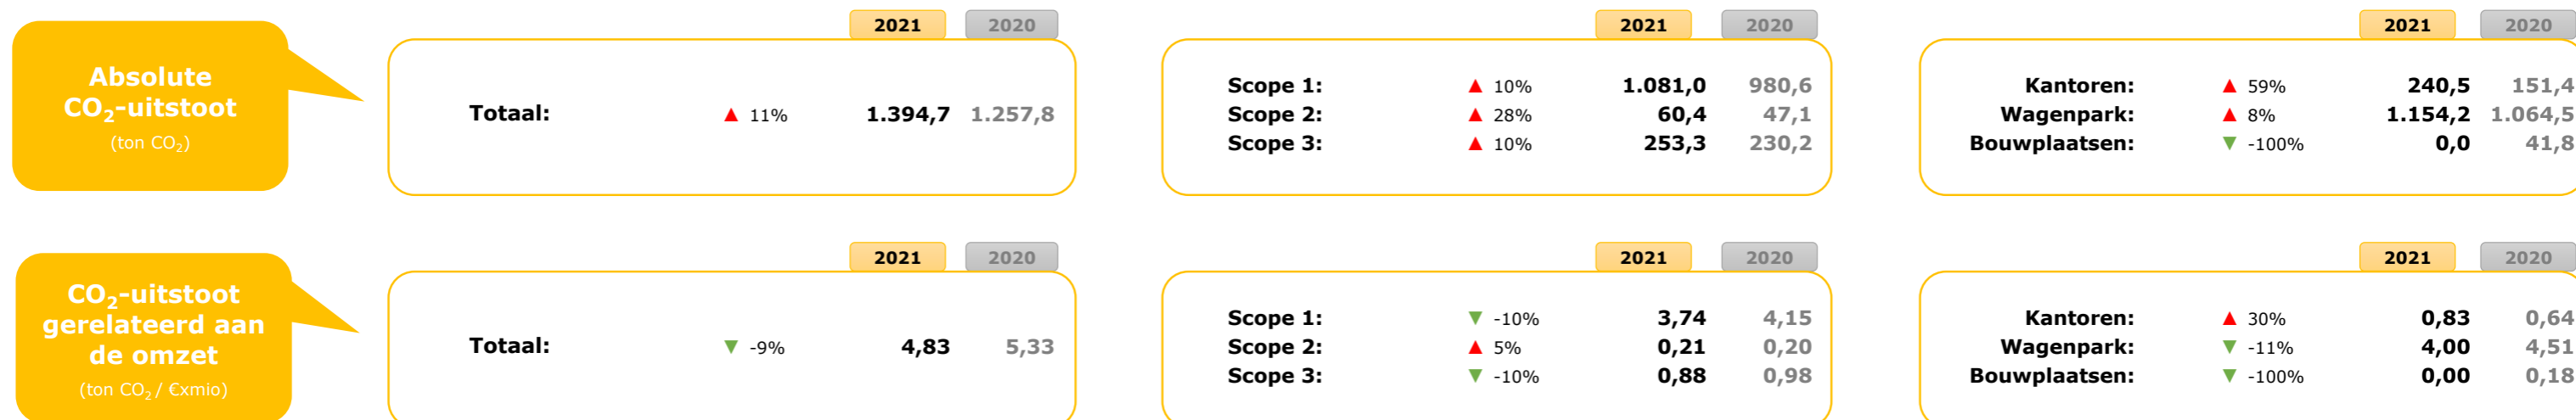 Absolute
CO₂-uitstoot
(ton CO₂)
2021 2020
Totaal: ▲ 11% 1.394,7 1.257,8
2021 2020
Scope 1: ▲ 10% 1.081,0 980,6
Scope 2: ▲ 28% 60,4 47,1
Scope 3: ▲ 10% 253,3 230,2
2021 2020
Kantoren: ▲ 59% 240,5 151,4
Wagenpark: ▲ 8% 1.154,2 1.064,5
Bouwplaatsen: ▼ -100% 0,0 41,8
CO₂-uitstoot
gerelateerd aan
de omzet
(ton CO₂ / €xmio)
2021 2020
Totaal: ▼ -9% 4,83 5,33
2021 2020
Scope 1: ▼ -10% 3,74 4,15
Scope 2: ▲ 5% 0,21 0,20
Scope 3: ▼ -10% 0,88 0,98
2021 2020
Kantoren: ▲ 30% 0,83 0,64
Wagenpark: ▼ -11% 4,00 4,51
Bouwplaatsen: ▼ -100% 0,00 0,18